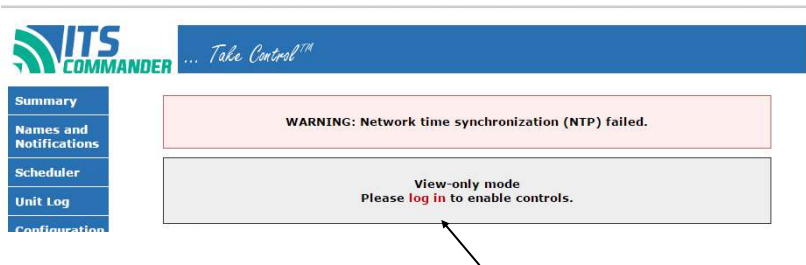 ITS
COMMANDER
... Take Control™
Summary
Names and
Notifications
Scheduler
Unit Log
Configuration
WARNING: Network time synchronization (NTP) failed.
View-only mode
Please log in to enable controls.